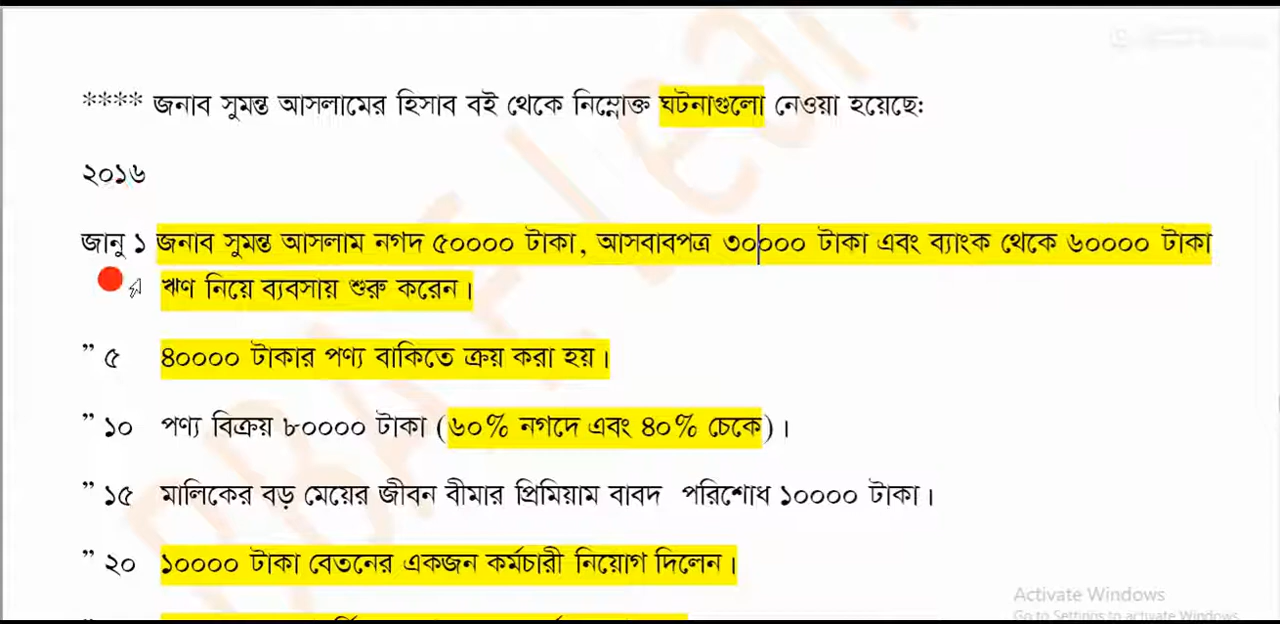 **** জনাব সুমন্ত আসলামের হিসাব বই থেকে নিম্নোক্ত ঘটনাগুলো নেওয়া হয়েছে:
২০১৬
জানু ১ জনাব সুমন্ত আসলাম নগদ ৫০০০০ টাকা, আসবাবপত্র ৩০০০০ টাকা এবং ব্যাংক থেকে ৬০০০০ টাকা
ঋণ নিয়ে ব্যবসায় শুরু করেন।
” ৫ ৪০০০০ টাকার পণ্য বাকিতে ক্রয় করা হয়।
” ১০ পণ্য বিক্রয় ৮০০০০ টাকা (৬০% নগদে এবং ৪০% চেকে)।
” ১৫ মালিকের বড় মেয়ের জীবন বীমার প্রিমিয়াম বাবদ পরিশোধ ১০০০০ টাকা।
” ২০ ১০০০০ টাকা বেতনের একজন কর্মচারী নিয়োগ দিলেন।
Activate Windows
Go to Settings to activate Windows.